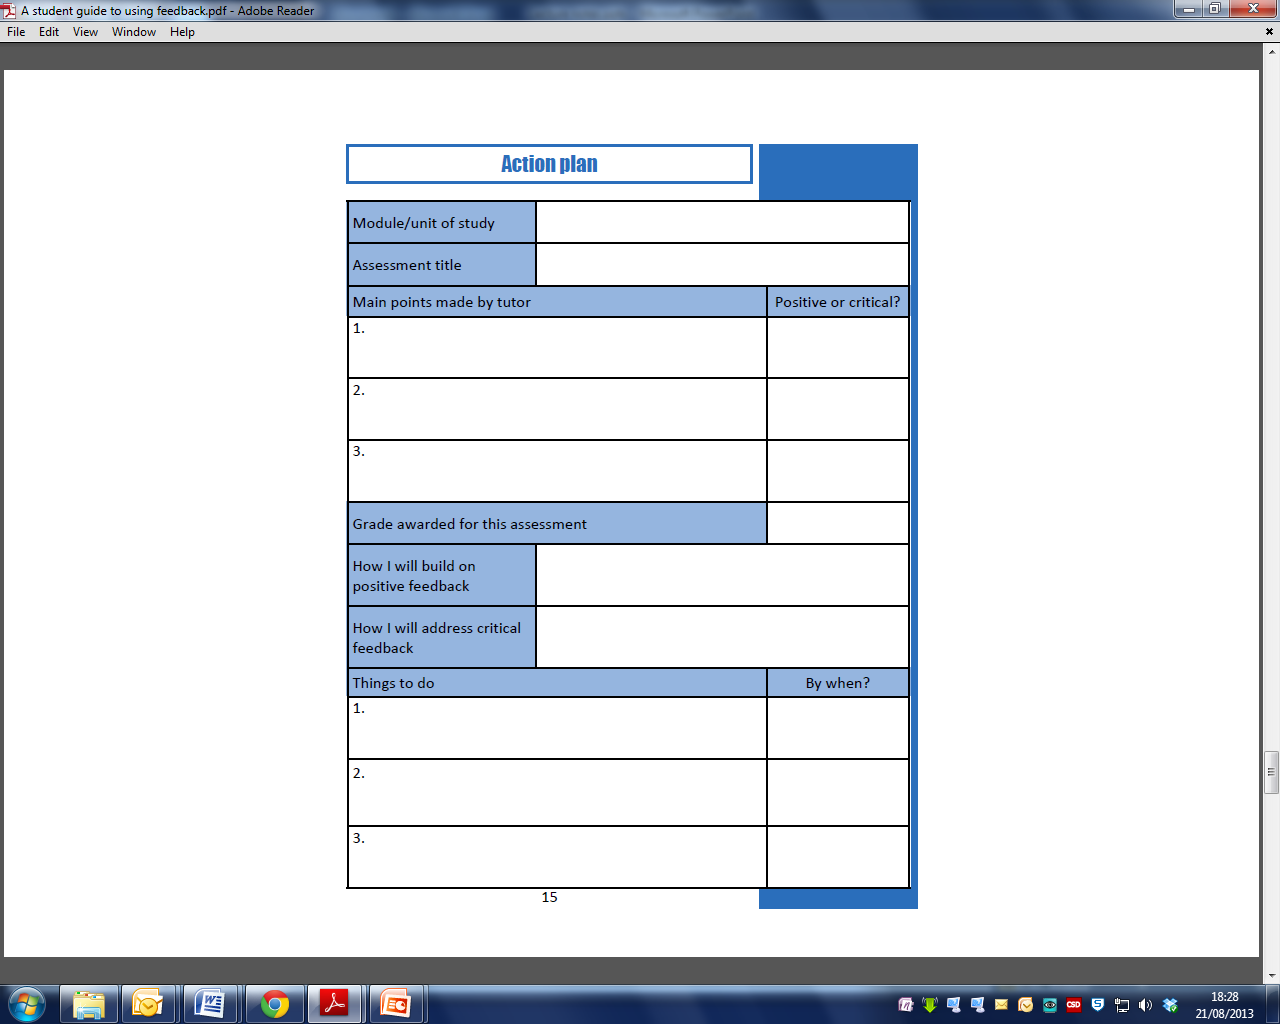 A student guide to using feedback.pdf - Adobe Reader
File Edit View Window Help
Action plan
Module/unit of study
Assessment title
Main points made by tutor Positive or critical?
1.
2.
3.
Grade awarded for this assessment
How I will build on
positive feedback
How I will address critical
feedback
Things to do By when?
1.
2.
3.
15
CSD
18:28
21/08/2013